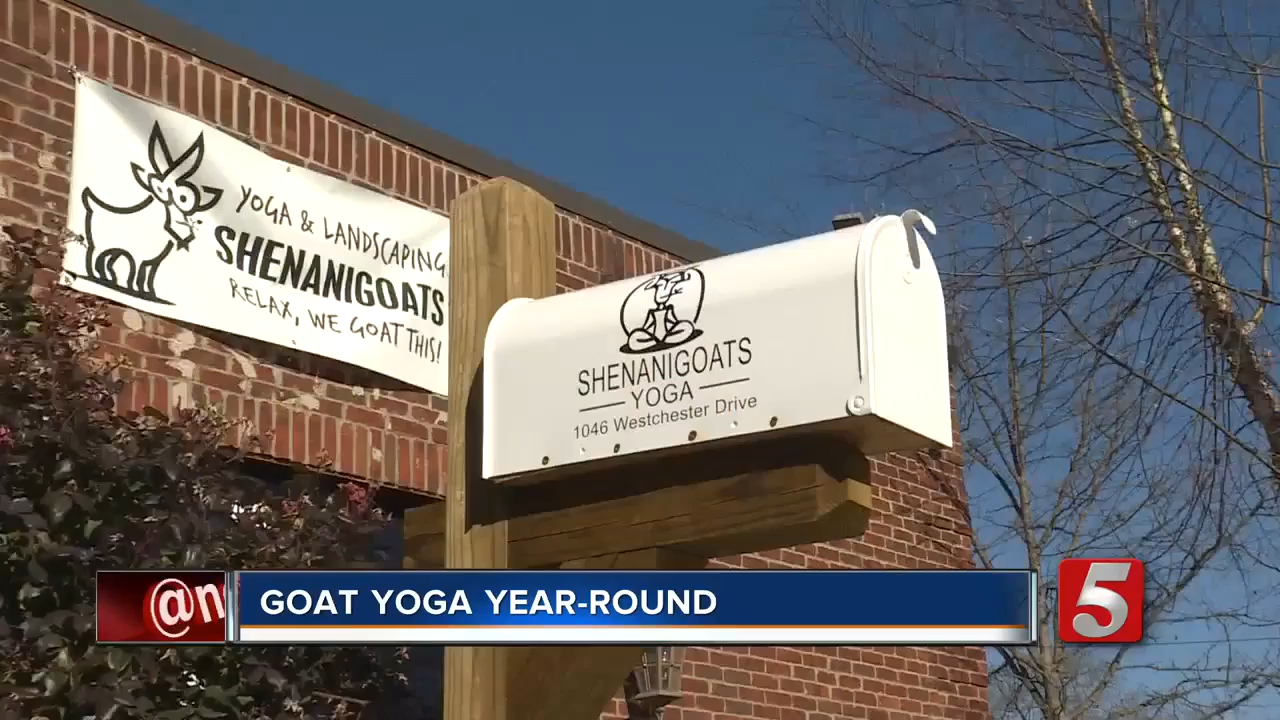 YOGA & LANDSCAPING
SHENANIGOATS
RELAX, WE GOAT THIS!
SHENANIGOATS
YOGA
1046 Westchester Drive
@n
GOAT YOGA YEAR-ROUND
5